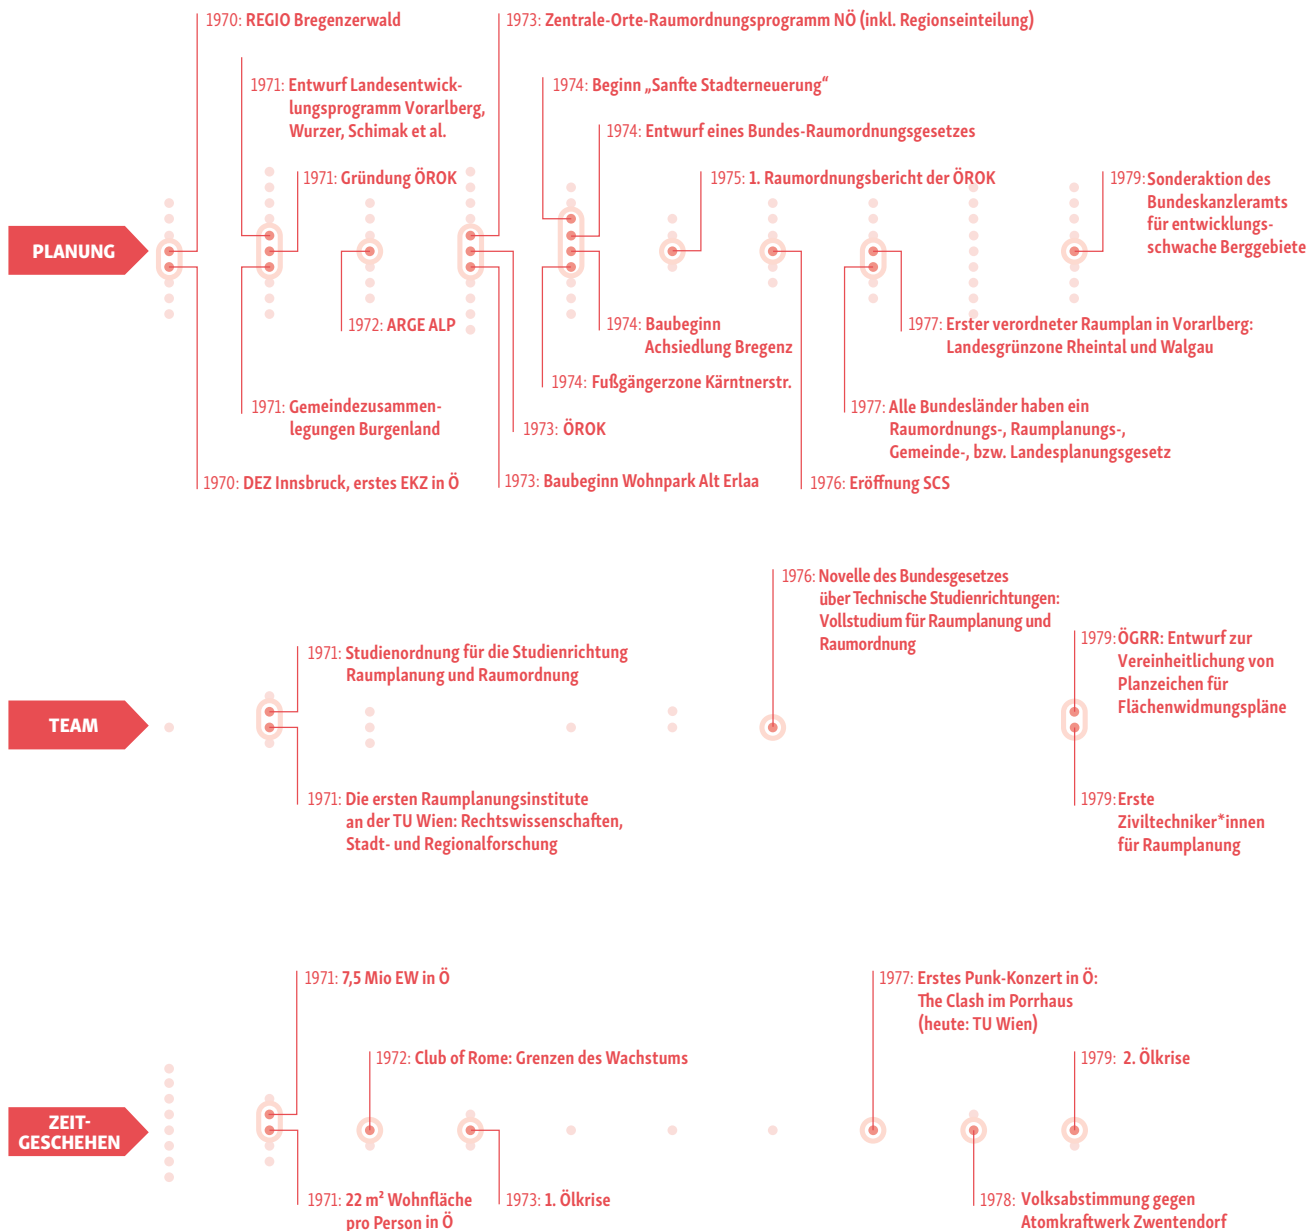 1970: REGIO Bregenzerwald
1973: Zentrale-Orte-Raumordnungsprogramm NÖ (inkl. Regionseinteilung)
1971: Entwurf Landesentwick-
lungsprogramm Vorarlberg,
Wurzer, Schimak et al.
1974: Beginn „Sanfte Stadterneuerung“
1974: Entwurf eines Bundes-Raumordnungsgesetzes
1971: Gründung ÖROK
1975: 1. Raumordnungsbericht der ÖROK
1979: Sonderaktion des
Bundeskanzleramts
für entwicklungs-
schwache Berggebiete
PLANUNG
1972: ARGE ALP
1974: Baubeginn
Achsiedlung Bregenz
1977: Erster verordneter Raumplan in Vorarlberg:
Landesgrünzone Rheintal und Walgau
1974: Fußgängerzone Kärntnerstr.
1971: Gemeindezusammen-
legungen Burgenland
1973: ÖROK
1977: Alle Bundesländer haben ein
Raumordnungs-, Raumplanungs-,
Gemeinde-, bzw. Landesplanungsgesetz
1970: DEZ Innsbruck, erstes EKZ in Ö
1973: Baubeginn Wohnpark Alt Erlaa
1976: Eröffnung SCS
1976: Novelle des Bundesgesetzes
über Technische Studienrichtungen:
Vollstudium für Raumplanung und
Raumordnung
1971: Studienordnung für die Studienrichtung
Raumplanung und Raumordnung
1979: ÖGRR: Entwurf zur
Vereinheitlichung von
Planzeichen für
Flächenwidmungspläne
TEAM
1971: Die ersten Raumplanungsinstitute
an der TU Wien: Rechtswissenschaften,
Stadt- und Regionalforschung
1979: Erste
Ziviltechniker*innen
für Raumplanung
1971: 7,5 Mio EW in Ö
1977: Erstes Punk-Konzert in Ö:
The Clash im Porrhaus
(heute: TU Wien)
1972: Club of Rome: Grenzen des Wachstums
1979: 2. Ölkrise
ZEIT-
GESCHEHEN
1971: 22 m² Wohnfläche
pro Person in Ö
1973: 1. Ölkrise
1978: Volksabstimmung gegen
Atomkraftwerk Zwentendorf